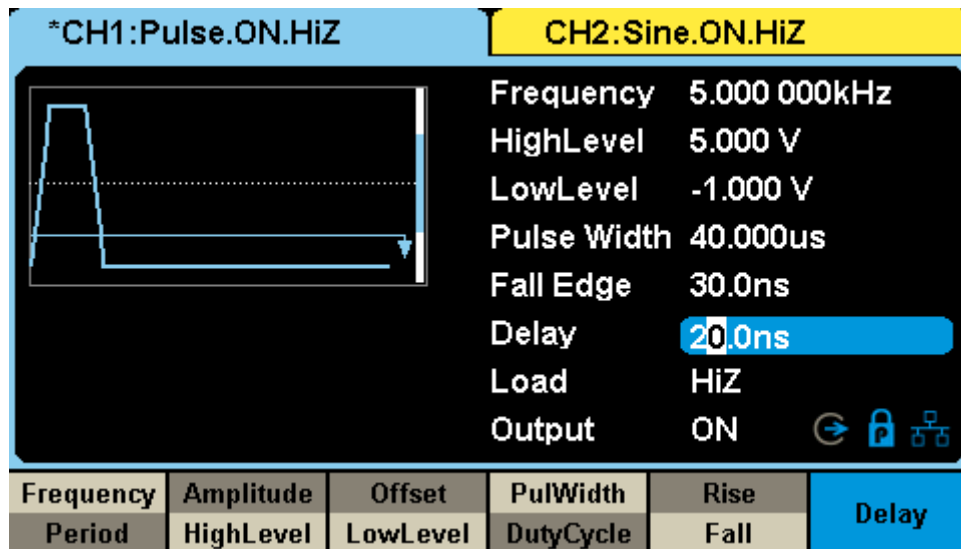 *CH1:Pulse.ON.HiZ
CH2:Sine.ON.HiZ
Frequency 5.000 000kHz
HighLevel 5.000 V
LowLevel -1.000 V
Pulse Width 40.000us
Fall Edge 30.0ns
Delay 20.0ns
Load HiZ
Output ON
P
Frequency Amplitude Offset PulWidth Rise Delay
Period HighLevel LowLevel DutyCycle Fall